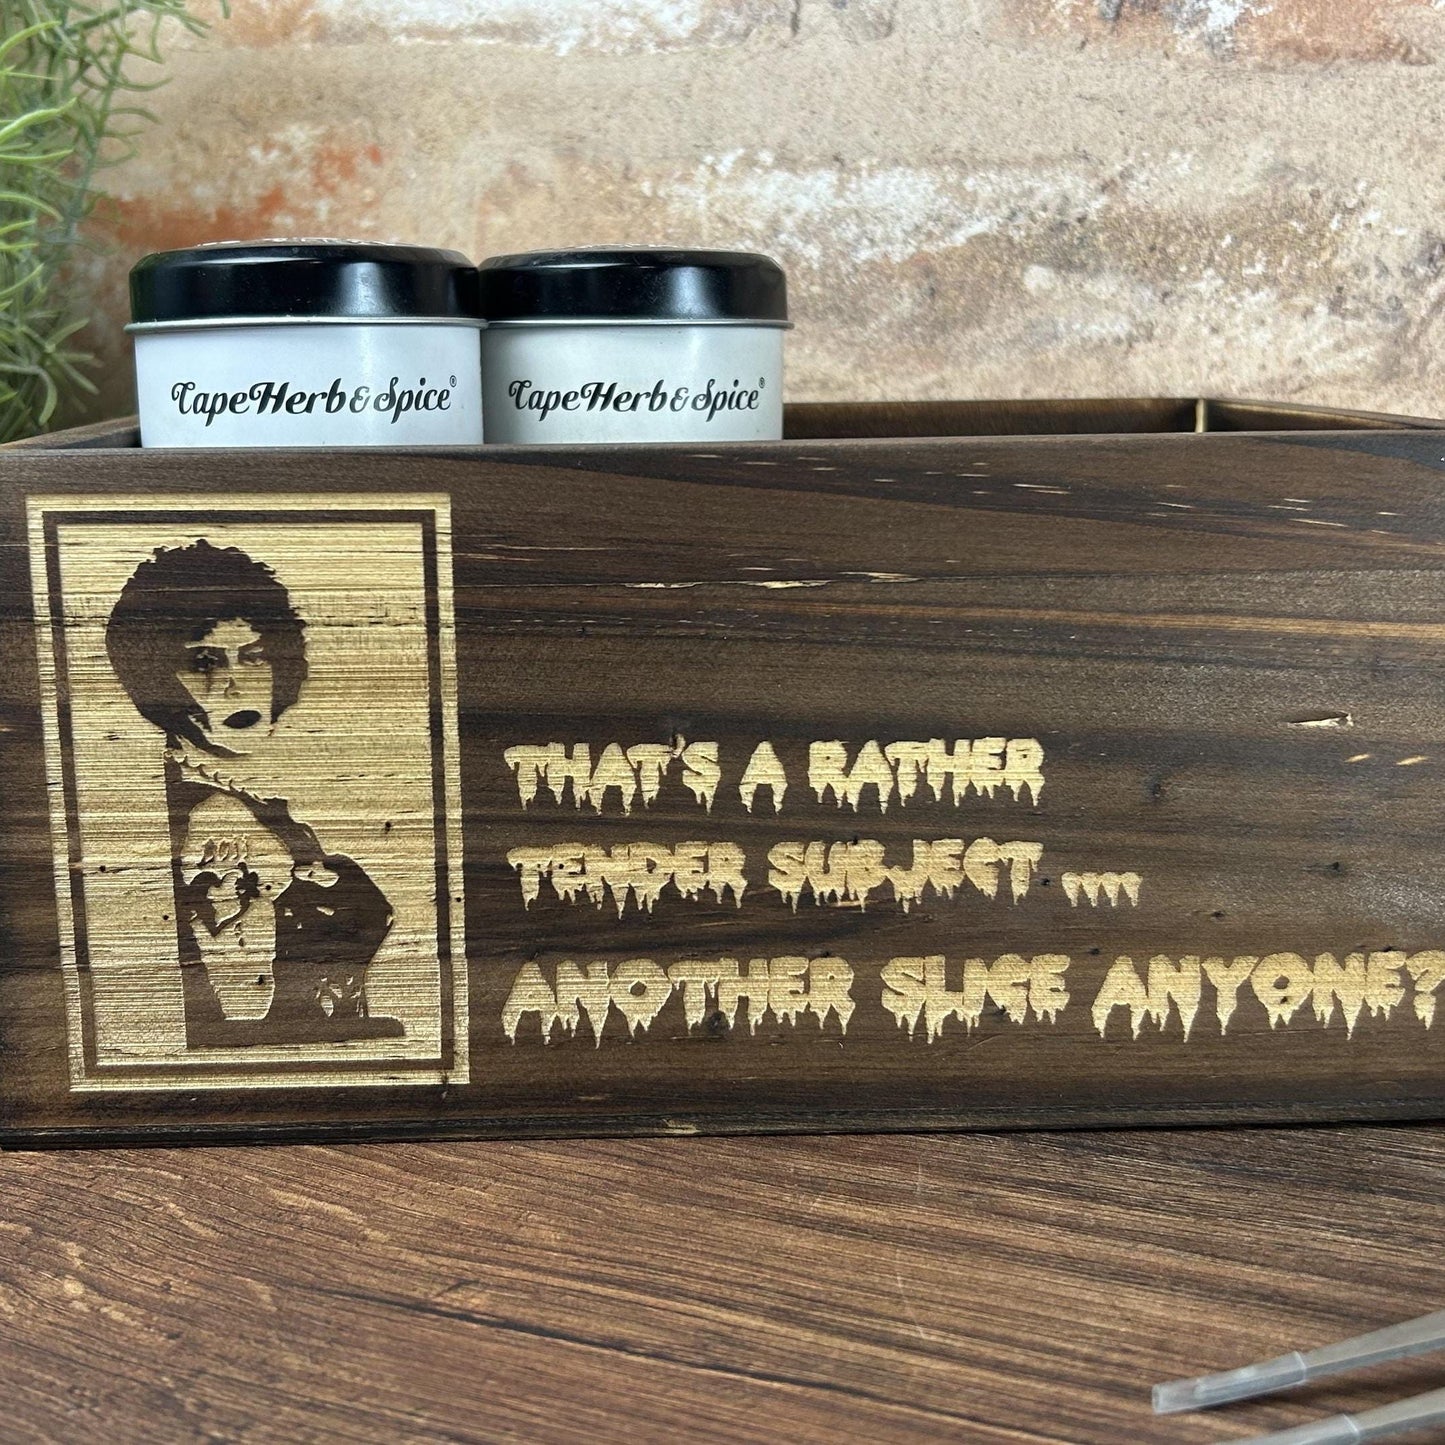 CapeHerb&Spice®
CapeHerb&Spice®
THAT'S A RATHER
TENDER SUBJECT ,,,,,
ANOTHER SLICE ANYONE?